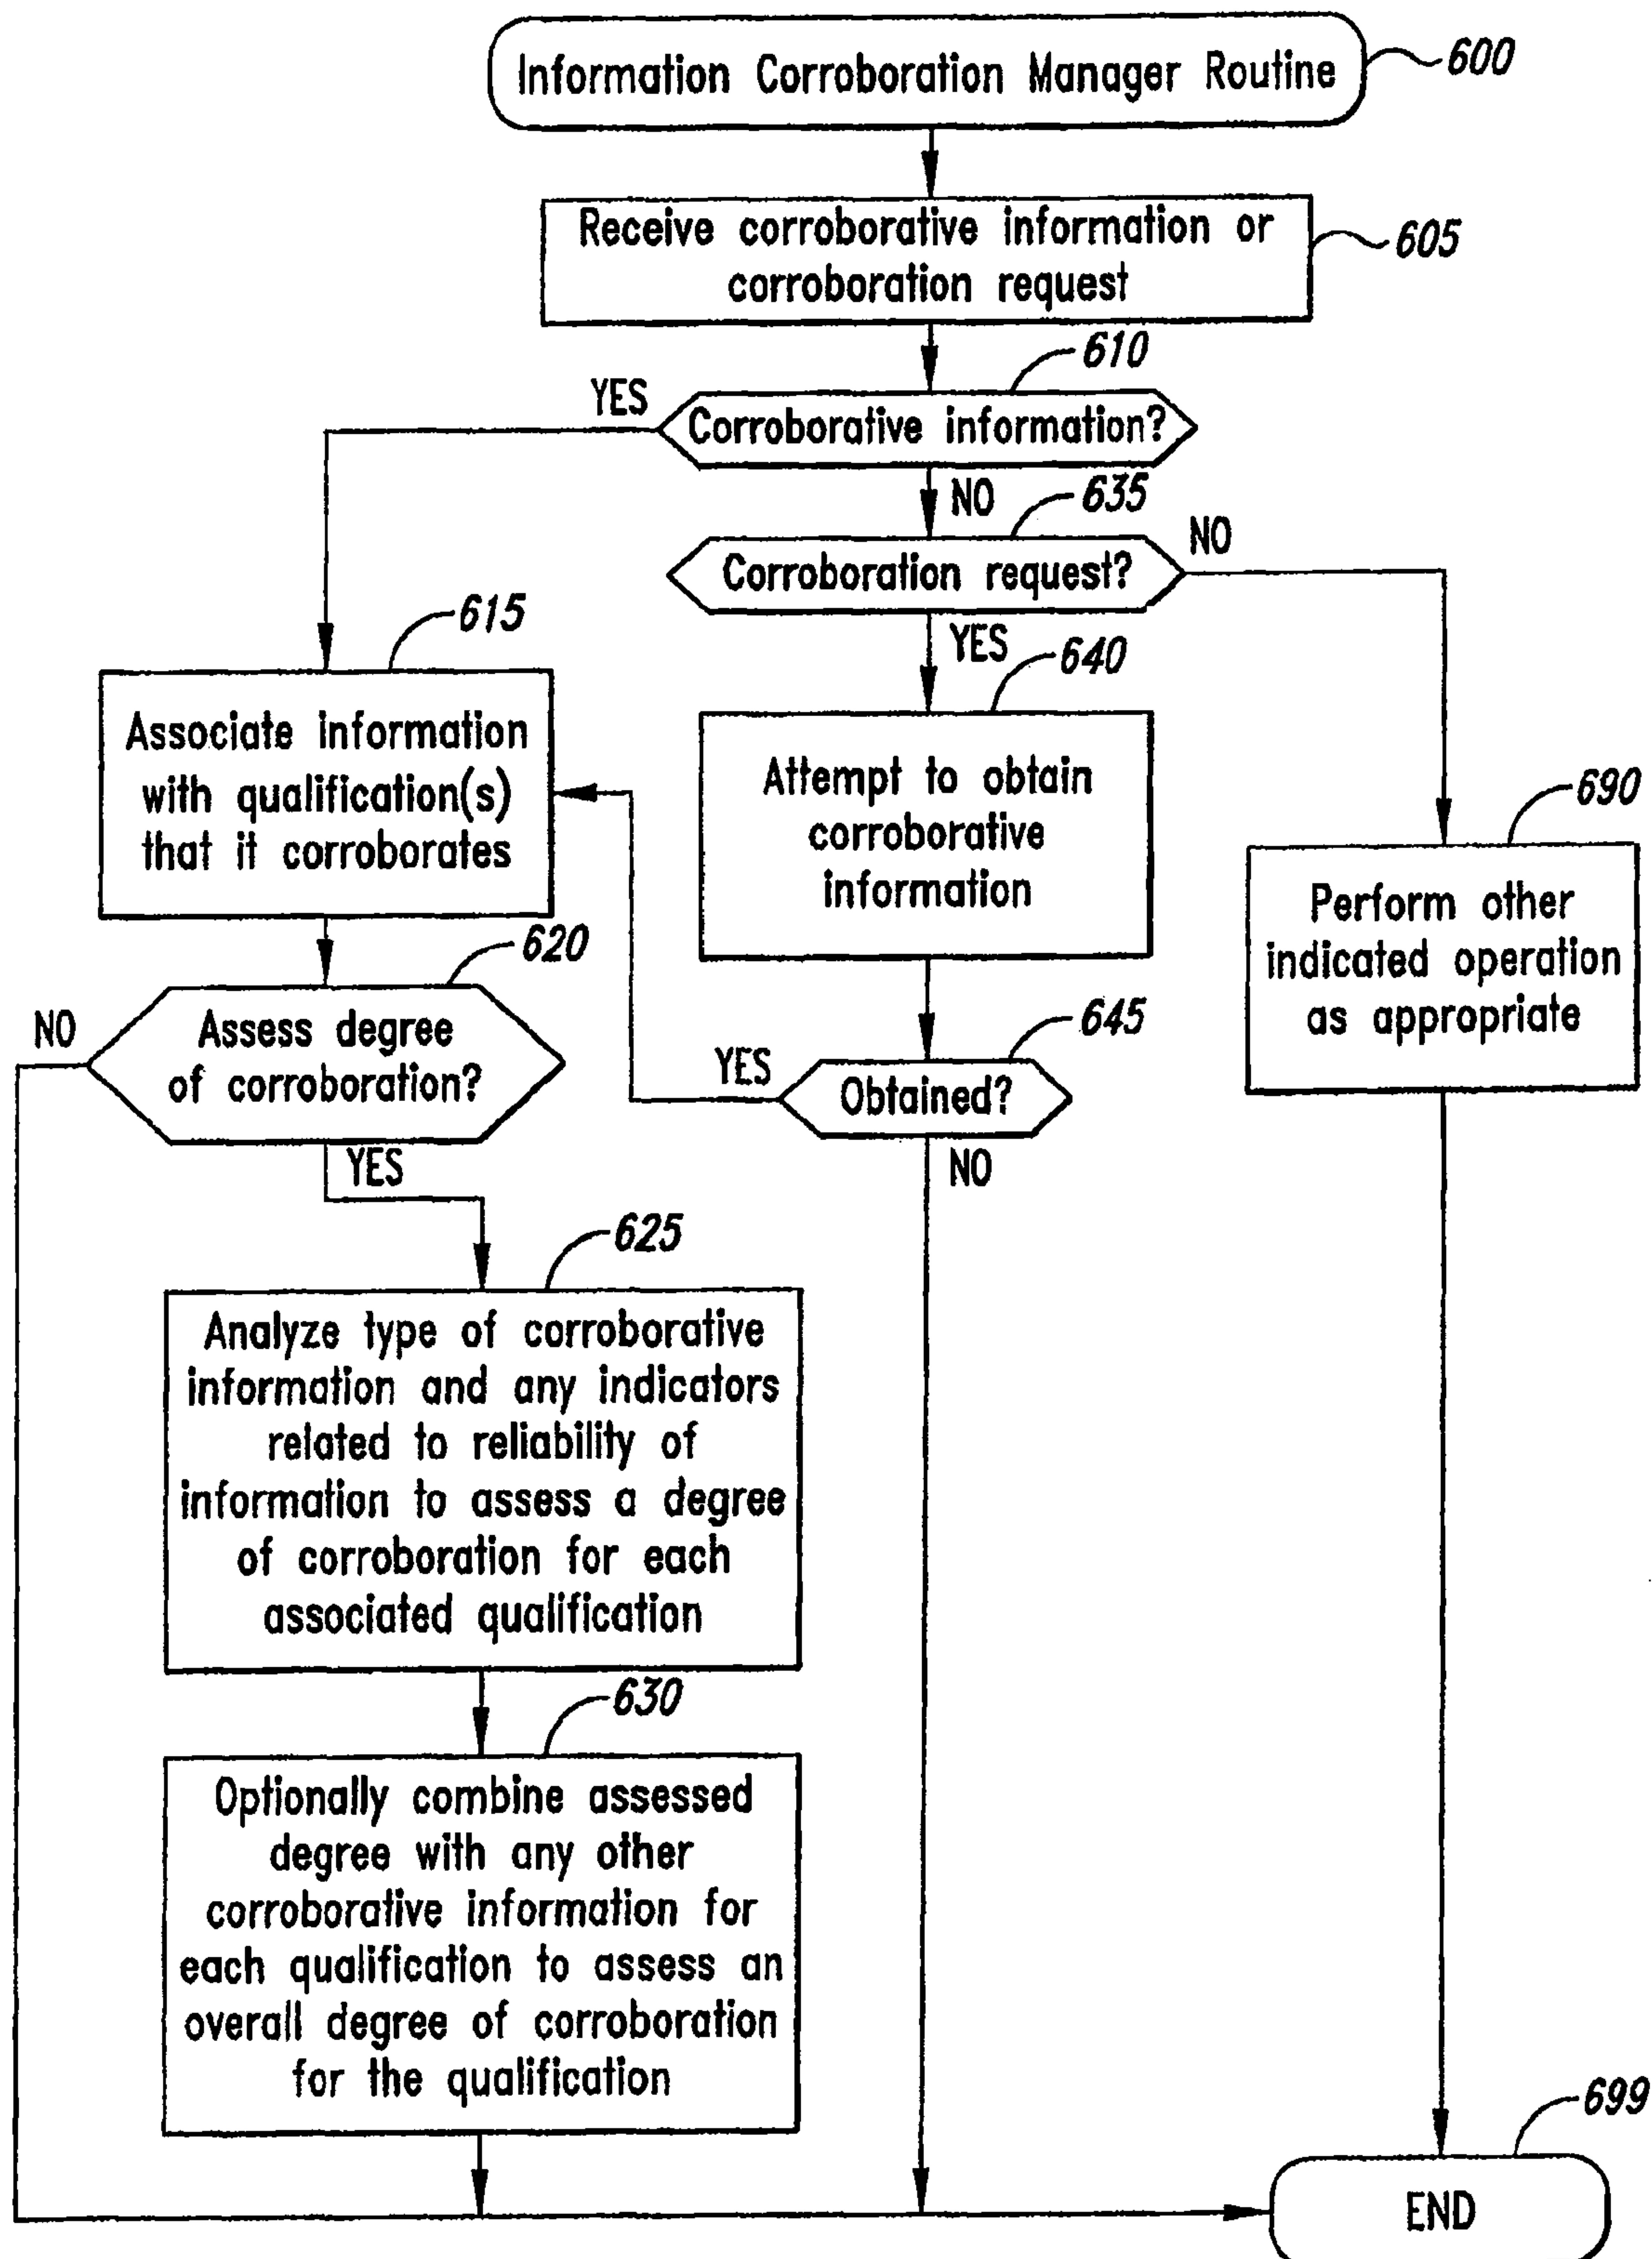 Information Corroboration Manager Routine
600
Receive corroborative information or
corroboration request
605
610
YES
Corroborative information?
NO
635
NO
Corroboration request?
615
YES
640
Associate information
with qualification(s)
that it corroborates
Attempt to obtain
corroborative
information
690
Perform other
indicated operation
as appropriate
620
NO
Assess degree
of corroboration?
645
YES
Obtained?
YES
NO
625
Analyze type of corroborative
information and any indicators
related to reliability of
information to assess a degree
of corroboration for each
associated qualification
630
Optionally combine assessed
degree with any other
corroborative information for
each qualification to assess an
overall degree of corroboration
for the qualification
699
END